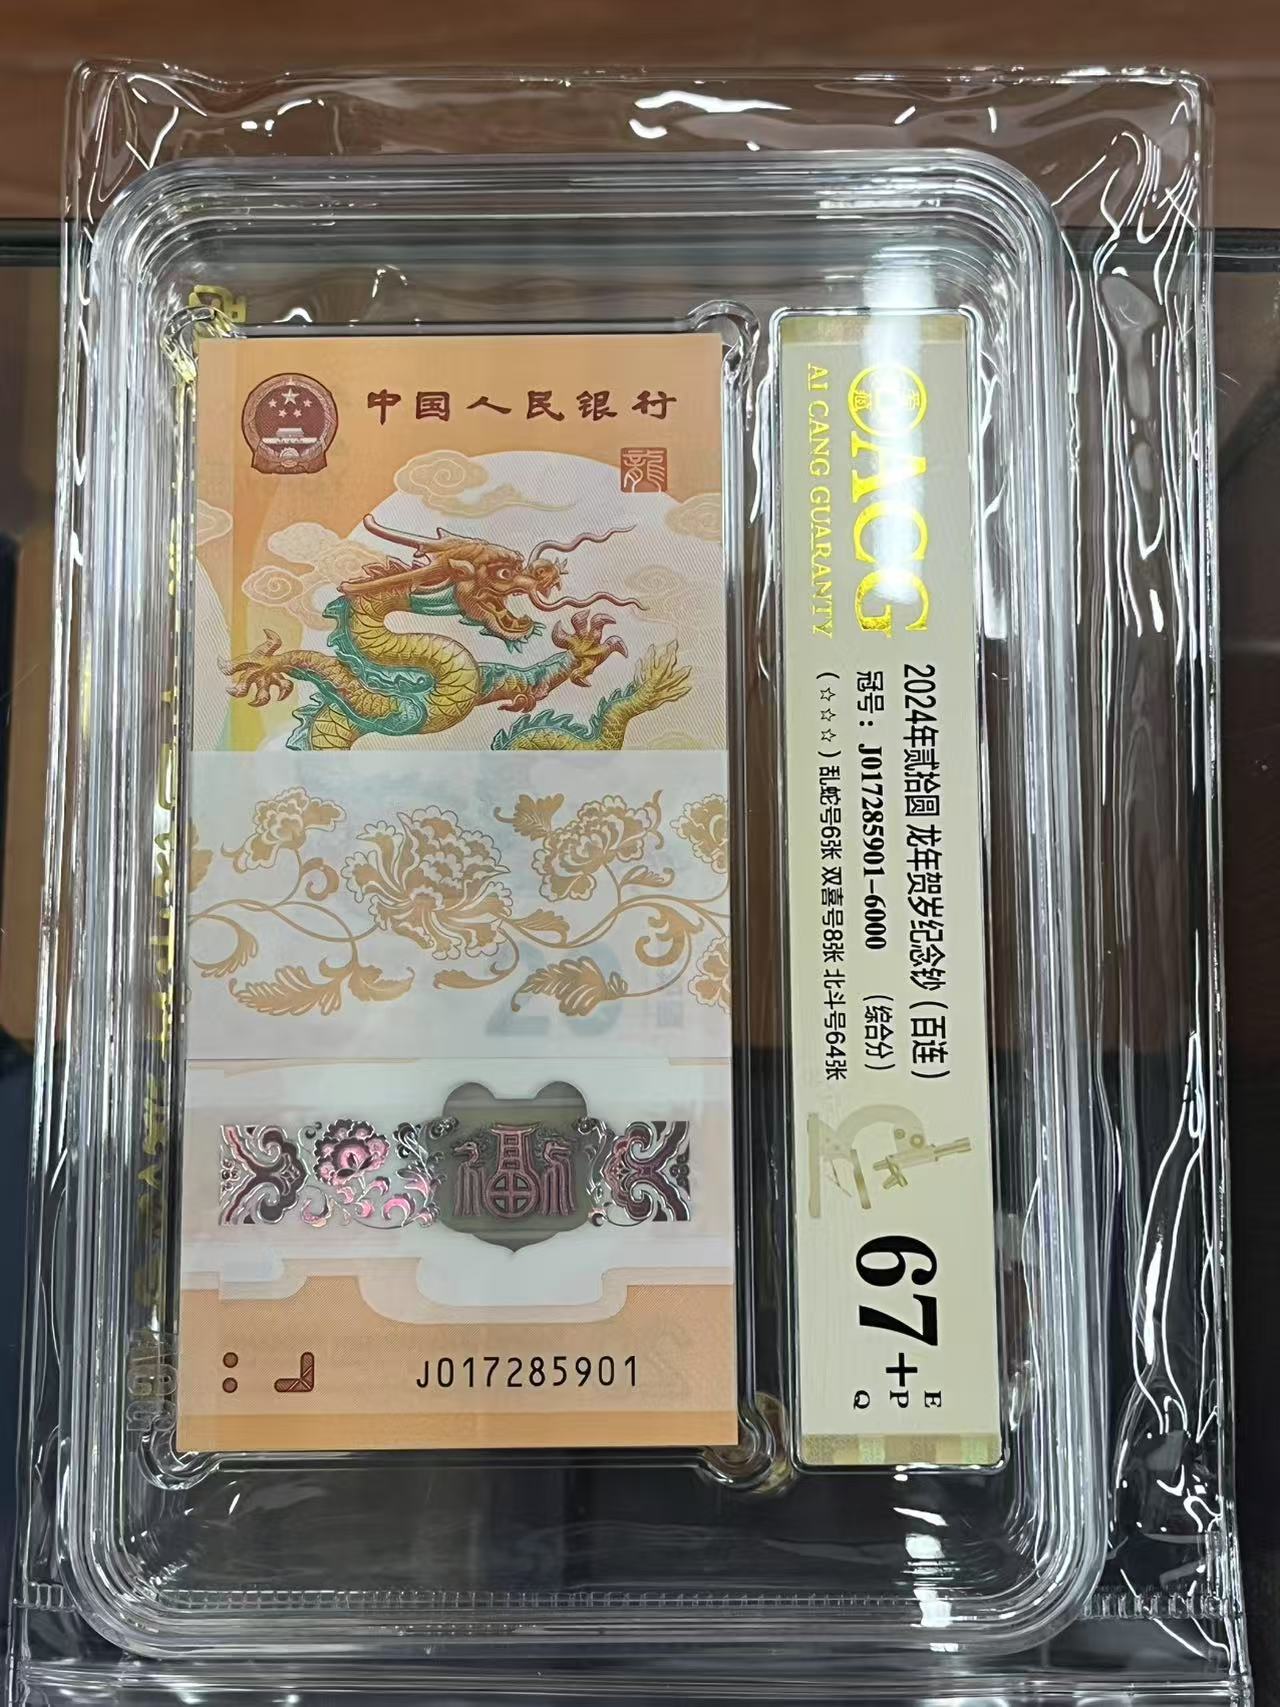 中国人民银行
龍
J017285901
ACG
AI CANG GUARANTY
2024年贰拾圆 龙年贺岁纪念钞（百连）
冠号：J017285901-6000 （综合分）
（☆☆☆）乱蛇号6张 双喜号8张 北斗号64张
67+
E
P
Q